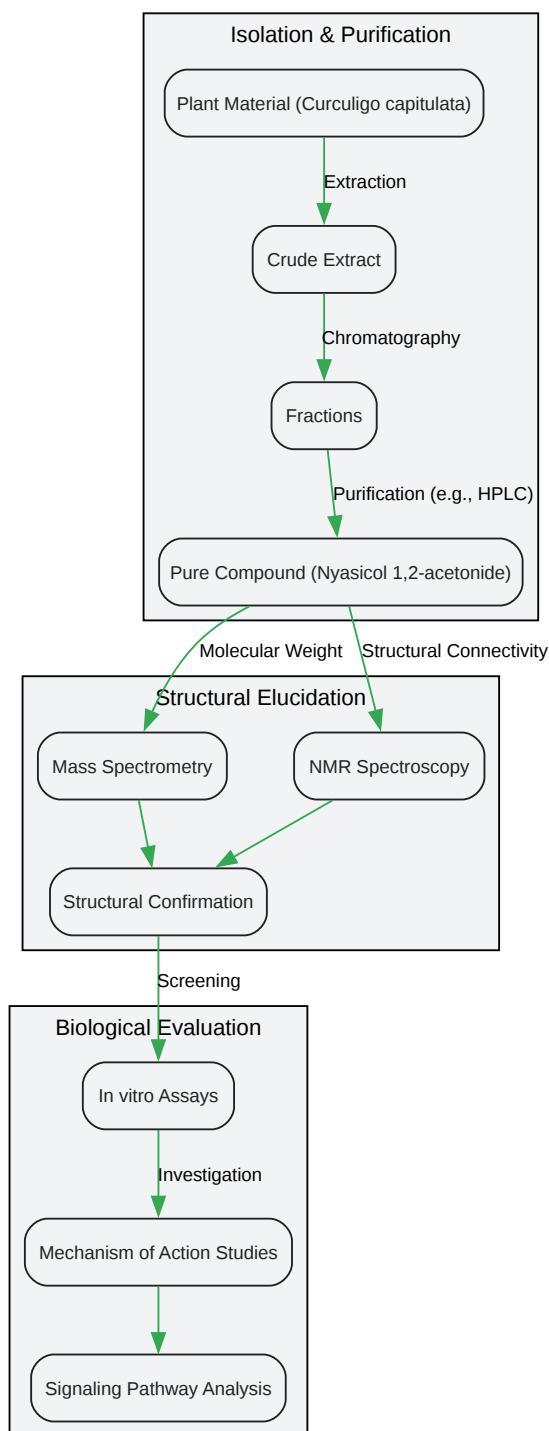 Isolation & Purification
Plant Material (Curculigo capitulata)
Extraction
Crude Extract
Chromatography
Fractions
Purification (e.g., HPLC)
Pure Compound (Nyasicol 1,2-acetonide)
Molecular Weight
Structural Connectivity
Structural Elucidation
Mass Spectrometry
NMR Spectroscopy
Structural Confirmation
Screening
Biological Evaluation
In vitro Assays
Investigation
Mechanism of Action Studies
Signaling Pathway Analysis